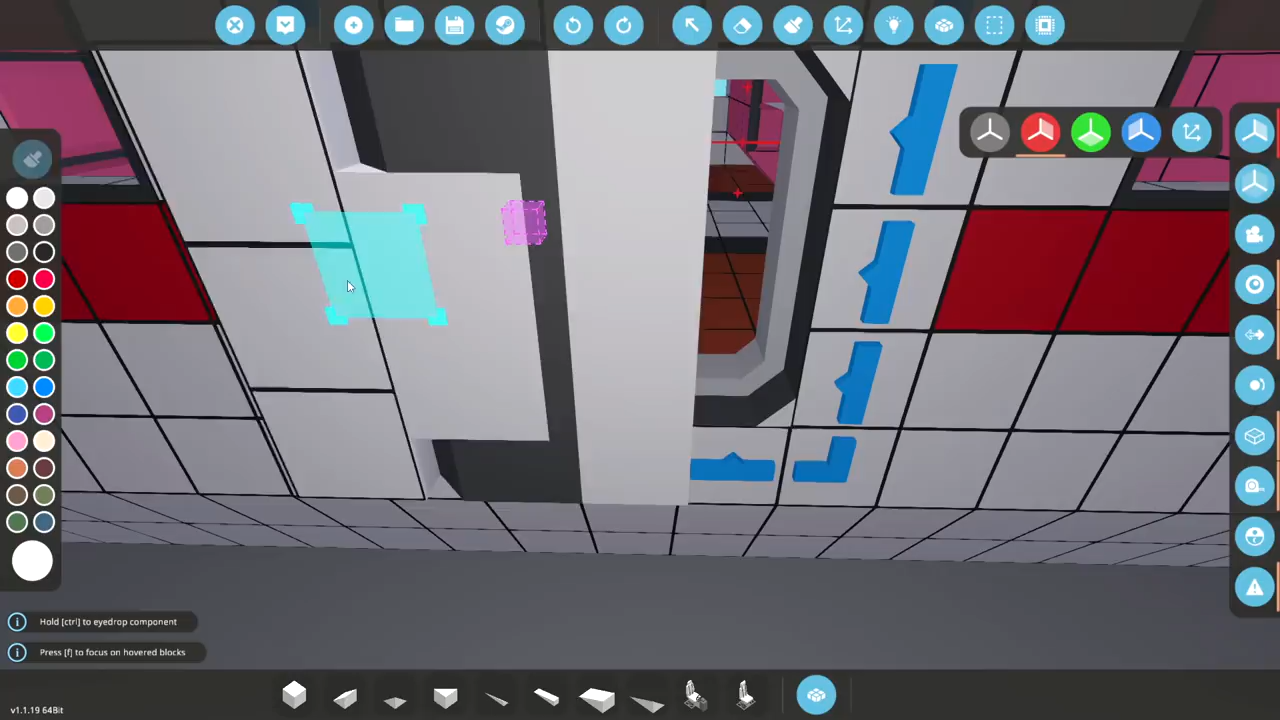 Hold [ctrl] to eyedrop component
Press [f] to focus on hovered blocks
v1.1.19 64Bit